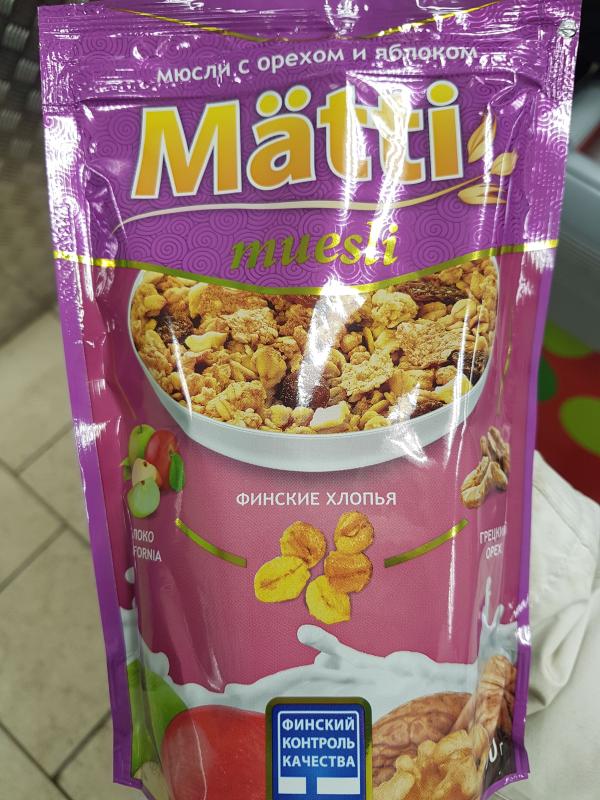 мюсли с орехом и яблоком
Mätti
muesli
ФИНСКИЕ ХЛОПЬЯ
ГРЕЦКИЙ
ОРЕХ
ФИНСКИЙ
КОНТРОЛЬ
КАЧЕСТВА